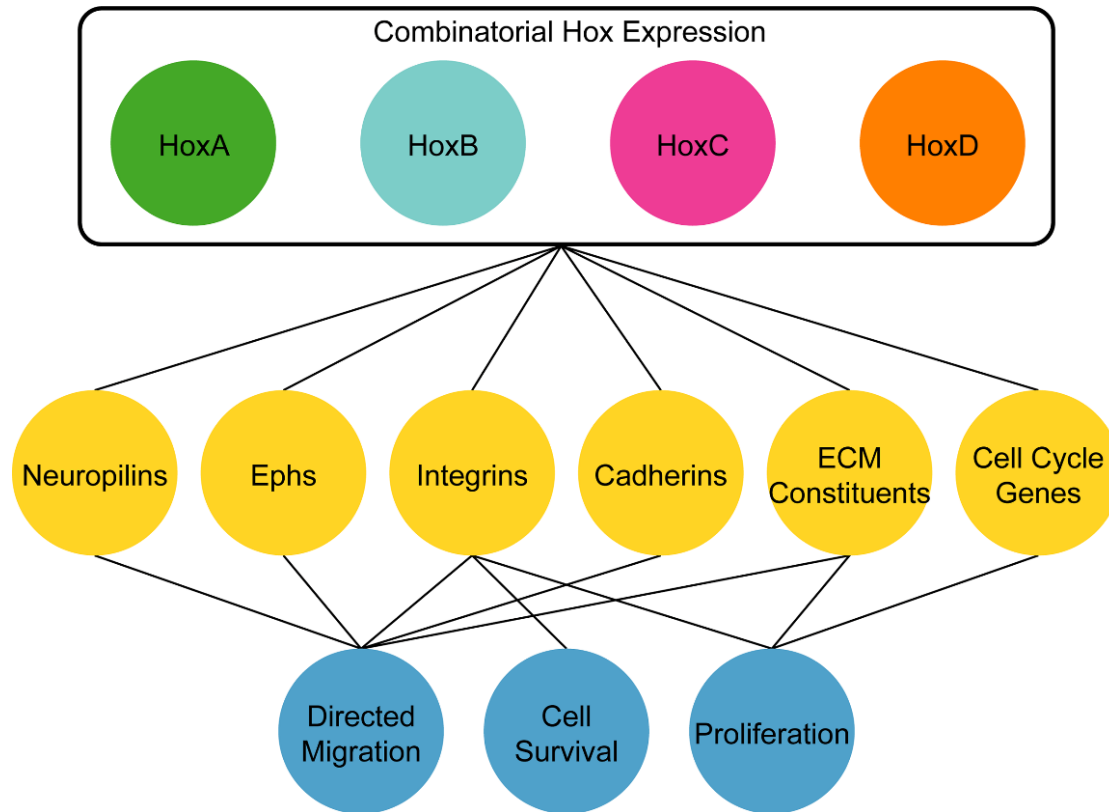 Combinatorial Hox Expression
HoxA
HoxB
HoxC
HoxD
Neuropilins
Ephs
Integrins
Cadherins
ECM
Constituents
Cell Cycle
Genes
Directed
Migration
Cell
Survival
Proliferation